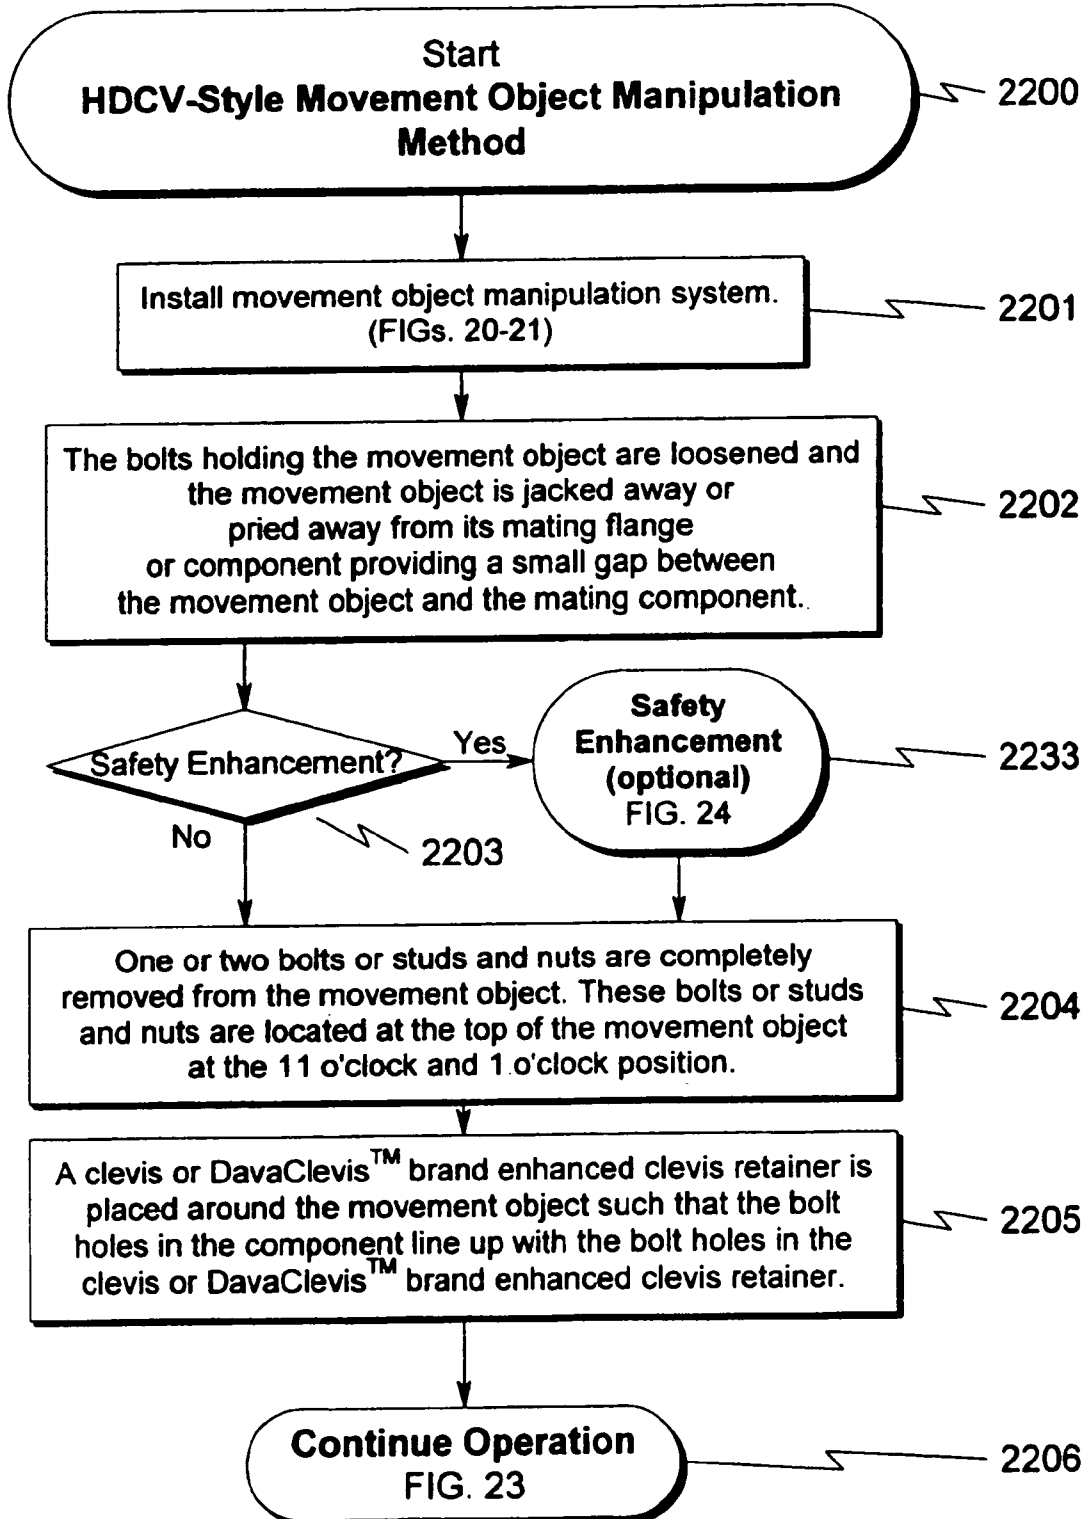 Start
HDCV-Style Movement Object Manipulation
Method
2200
Install movement object manipulation system.
(FIGs. 20-21)
2201
The bolts holding the movement object are loosened and
the movement object is jacked away or
pried away from its mating flange
or component providing a small gap between
the movement object and the mating component.
2202
Safety Enhancement?
Yes
No
2203
Safety
Enhancement
(optional)
FIG. 24
2233
One or two bolts or studs and nuts are completely
removed from the movement object. These bolts or studs
and nuts are located at the top of the movement object
at the 11 o'clock and 1 o'clock position.
2204
A clevis or DavaClevis™ brand enhanced clevis retainer is
placed around the movement object such that the bolt
holes in the component line up with the bolt holes in the
clevis or DavaClevis™ brand enhanced clevis retainer.
2205
Continue Operation
FIG. 23
2206